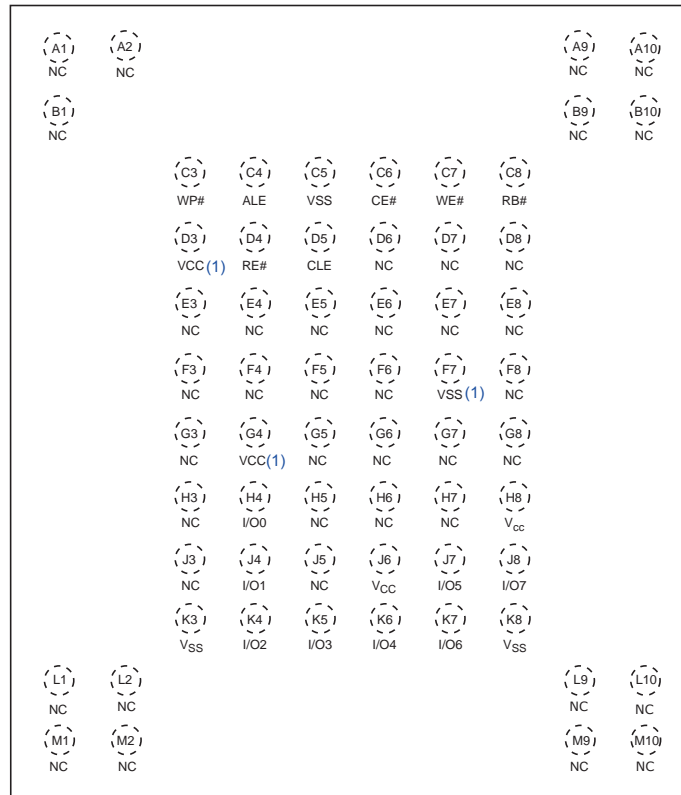 A1 A2 A9 A10
NC NC NC NC
B1 B9 B10
NC NC NC
C3 C4 C5 C6 C7 C8
WP# ALE VSS CE# WE# RB#
D3 D4 D5 D6 D7 D8
VCC(1) RE# CLE NC NC NC
E3 E4 E5 E6 E7 E8
NC NC NC NC NC NC
F3 F4 F5 F6 F7 F8
NC NC NC NC VSS(1) NC
G3 G4 G5 G6 G7 G8
NC VCC(1) NC NC NC NC
H3 H4 H5 H6 H7 H8
NC I/O0 NC NC NC Vcc
J3 J4 J5 J6 J7 J8
NC I/O1 NC VCC I/O5 I/O7
K3 K4 K5 K6 K7 K8
VSS I/O2 I/O3 I/O4 I/O6 VSS
L1 L2 L9 L10
NC NC NC NC
M1 M2 M9 M10
NC NC NC NC